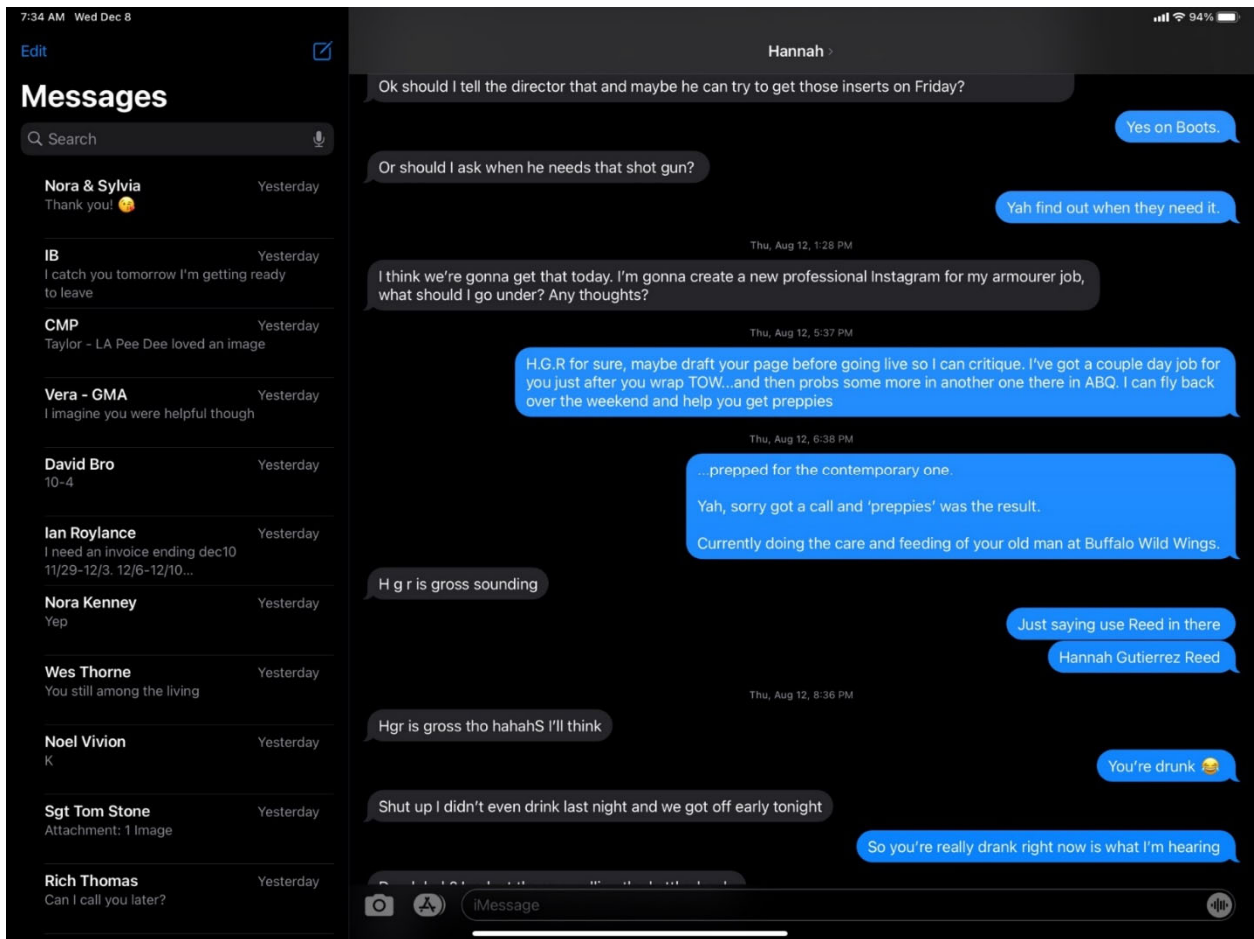 7:34 AM Wed Dec 8
94%
Edit
Messages
Search
Nora & Sylvia
Yesterday
Thank you! 😘
IB
Yesterday
I catch you tomorrow I'm getting ready
to leave
CMP
Yesterday
Taylor - LA Pee Dee loved an image
Vera - GMA
Yesterday
I imagine you were helpful though
David Bro
Yesterday
10-4
Ian Roylance
Yesterday
I need an invoice ending dec10
11/29-12/3. 12/6-12/10...
Nora Kenney
Yesterday
Yep
Wes Thorne
Yesterday
You still among the living
Noel Vivion
Yesterday
K
Sgt Tom Stone
Yesterday
Attachment: 1 Image
Rich Thomas
Yesterday
Can I call you later?
Hannah
Ok should I tell the director that and maybe he can try to get those inserts on Friday?
Yes on Boots.
Or should I ask when he needs that shot gun?
Yah find out when they need it.
Thu, Aug 12, 1:28 PM
I think we're gonna get that today. I'm gonna create a new professional Instagram for my armourer job,
what should I go under? Any thoughts?
Thu, Aug 12, 5:37 PM
H.G.R for sure, maybe draft your page before going live so I can critique. I've got a couple day job for
you just after you wrap TOW...and then probs some more in another one there in ABQ. I can fly back
over the weekend and help you get preppies
Thu, Aug 12, 6:38 PM
...prepped for the contemporary one.
Yah, sorry got a call and 'preppies' was the result.
Currently doing the care and feeding of your old man at Buffalo Wild Wings.
H g r is gross sounding
Just saying use Reed in there
Hannah Gutierrez Reed
Thu, Aug 12, 8:36 PM
Hgr is gross tho hahahS I'll think
You're drunk 😂
Shut up I didn't even drink last night and we got off early tonight
So you're really drank right now is what I'm hearing
iMessage